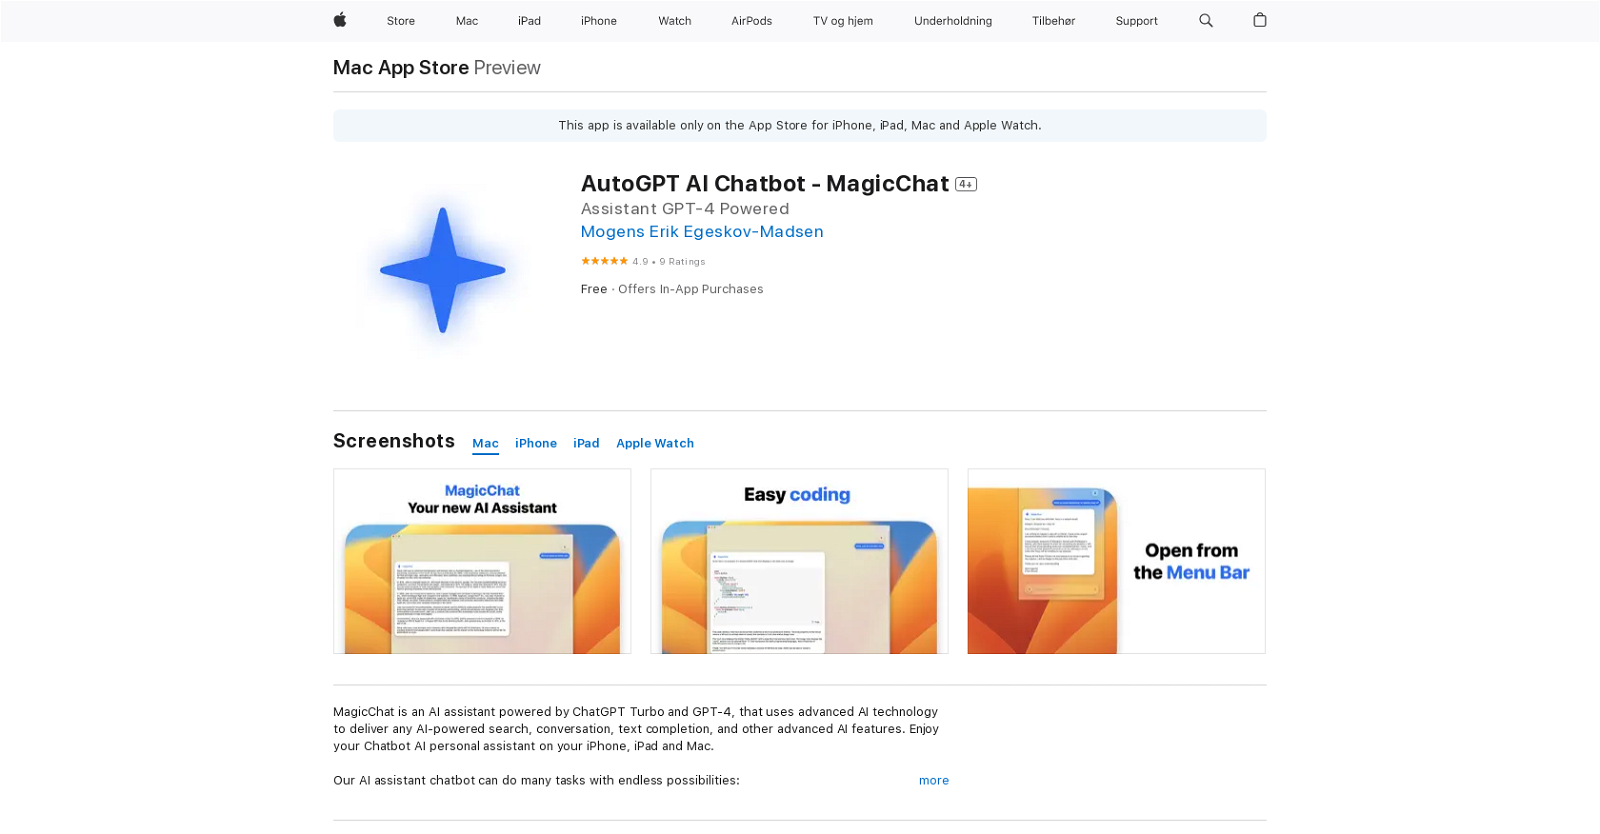 Store Mac iPad iPhone Watch AirPods TV og hjem Underholdning Tilbehør Support
Mac App Store Preview
This app is available only on the App Store for iPhone, iPad, Mac and Apple Watch.
AutoGPT AI Chatbot - MagicChat 4+
Assistant GPT-4 Powered
Mogens Erik Egeskov-Madsen
★★★★★ 4.9 • 9 Ratings
Free · Offers In-App Purchases
Screenshots Mac iPhone iPad Apple Watch
MagicChat
Your new AI Assistant
Easy coding
Open from
the Menu Bar
MagicChat is an AI assistant powered by ChatGPT Turbo and GPT-4, that uses advanced AI technology
to deliver any AI-powered search, conversation, text completion, and other advanced AI features. Enjoy
your Chatbot AI personal assistant on your iPhone, iPad and Mac.
Our AI assistant chatbot can do many tasks with endless possibilities: more